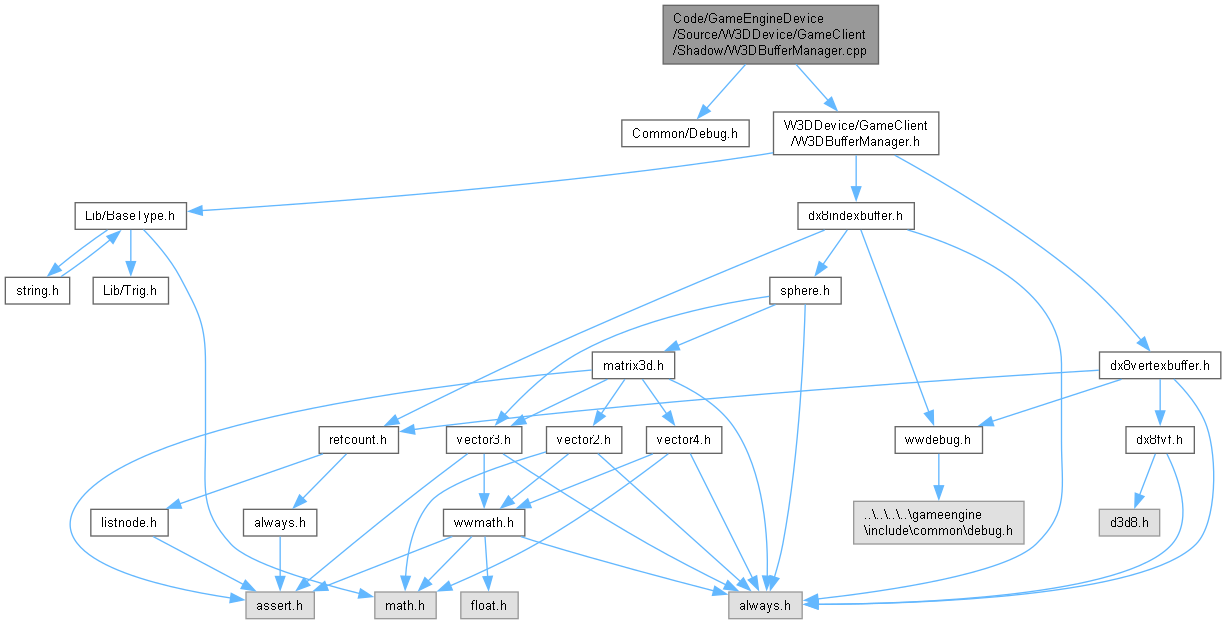 Code/GameEngineDevice
/Source/W3DDevice/GameClient
/Shadow/W3DBufferManager.cpp
Common/Debug.h
W3DDevice/GameClient
/W3DBufferManager.h
Lib/BaseType.h
dx8indexbuffer.h
string.h
Lib/Trig.h
sphere.h
matrix3d.h
dx8vertexbuffer.h
refcount.h
vector3.h
vector2.h
vector4.h
wwdebug.h
dx8fvf.h
listnode.h
always.h
wwmath.h
..\..\..\..\gameengine
\include\common\debug.h
d3d8.h
assert.h
math.h
float.h
always.h